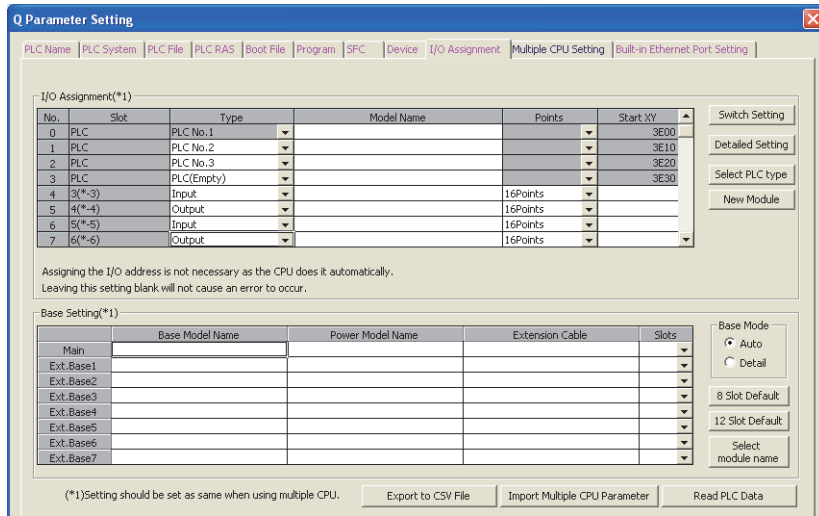 Q Parameter Setting
PLC Name PLC System PLC File PLC RAS Boot File Program SFC Device I/O Assignment Multiple CPU Setting Built-in Ethernet Port Setting
I/O Assignment(*1)
No. Slot Type Model Name Points Start XY
0 PLC PLC No.1 3E00
1 PLC PLC No.2 3E10
2 PLC PLC No.3 3E20
3 PLC PLC(Empty) 3E30
4 3(*-3) Input 16Points
5 4(*-4) Output 16Points
6 5(*-5) Input 16Points
7 6(*-6) Output 16Points
Switch Setting
Detailed Setting
Select PLC type
New Module
Assigning the I/O address is not necessary as the CPU does it automatically.
Leaving this setting blank will not cause an error to occur.
Base Setting(*1)
Base Model Name Power Model Name Extension Cable Slots
Main
Ext.Base1
Ext.Base2
Ext.Base3
Ext.Base4
Ext.Base5
Ext.Base6
Ext.Base7
Base Mode
Auto
Detail
8 Slot Default
12 Slot Default
Select
module name
(*1)Setting should be set as same when using multiple CPU.
Export to CSV File Import Multiple CPU Parameter Read PLC Data